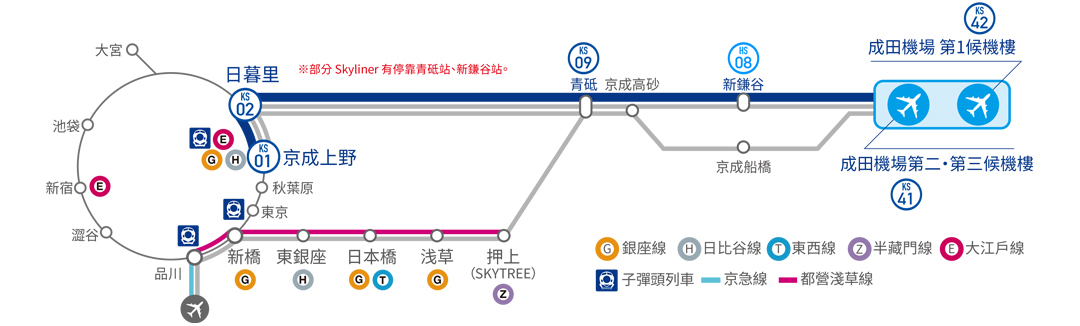 KS
42
成田機場 第1候機樓
大宮
日暮里
※部分 Skyliner 有停靠青砥站、新鎌谷站。
KS
09
HS
08
青砥
京成高砂
新鎌谷
KS
02
池袋
E
G
H
KS
01
京成上野
京成船橋
成田機場第二・第三候機樓
KS
41
新宿
E
秋葉原
東京
澀谷
品川
新橋
東銀座
日本橋
浅草
押上
(SKYTREE)
G
H
G
T
G
Z
G 銀座線
H 日比谷線
T 東西線
Z 半藏門線
E 大江戶線
子彈頭列車
京急線
都營淺草線